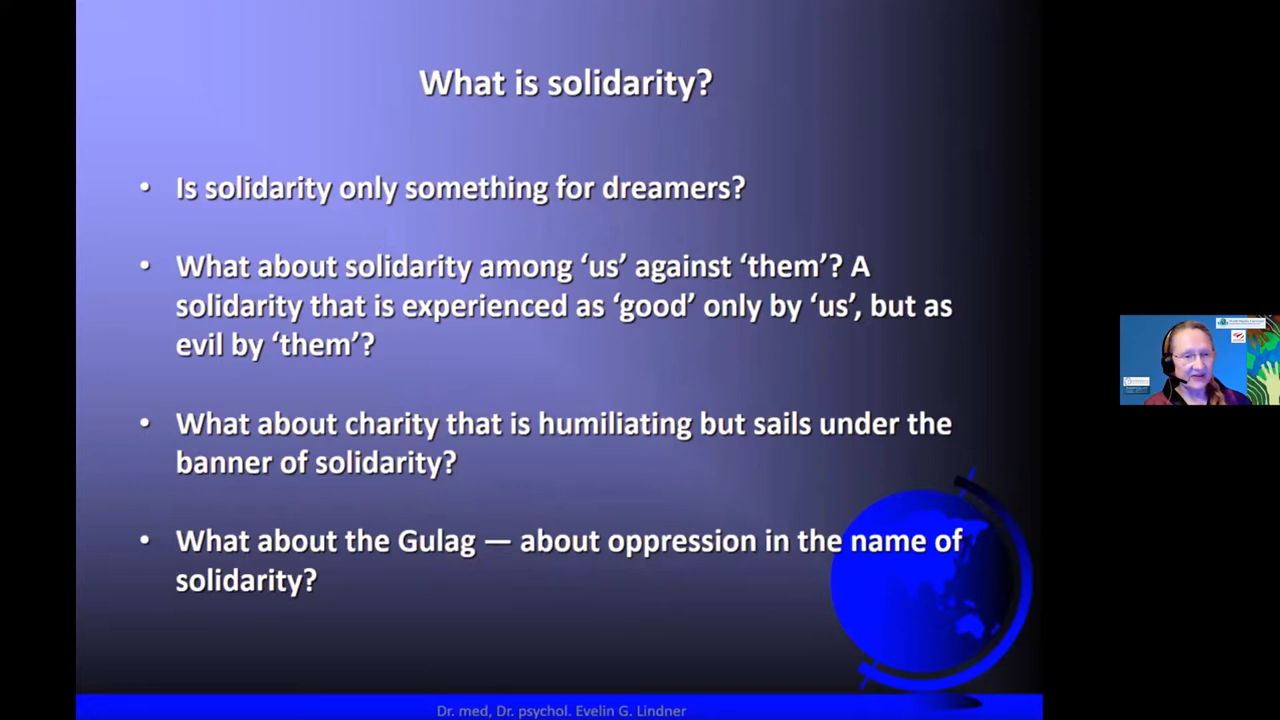 What is solidarity?
• Is solidarity only something for dreamers?
• What about solidarity among ‘us’ against ‘them’? A
solidarity that is experienced as ‘good’ only by ‘us’, but as
evil by ‘them’?
• What about charity that is humiliating but sails under the
banner of solidarity?
• What about the Gulag — about oppression in the name of
solidarity?
Dr. med, Dr. psychol. Evelin G. Lindner